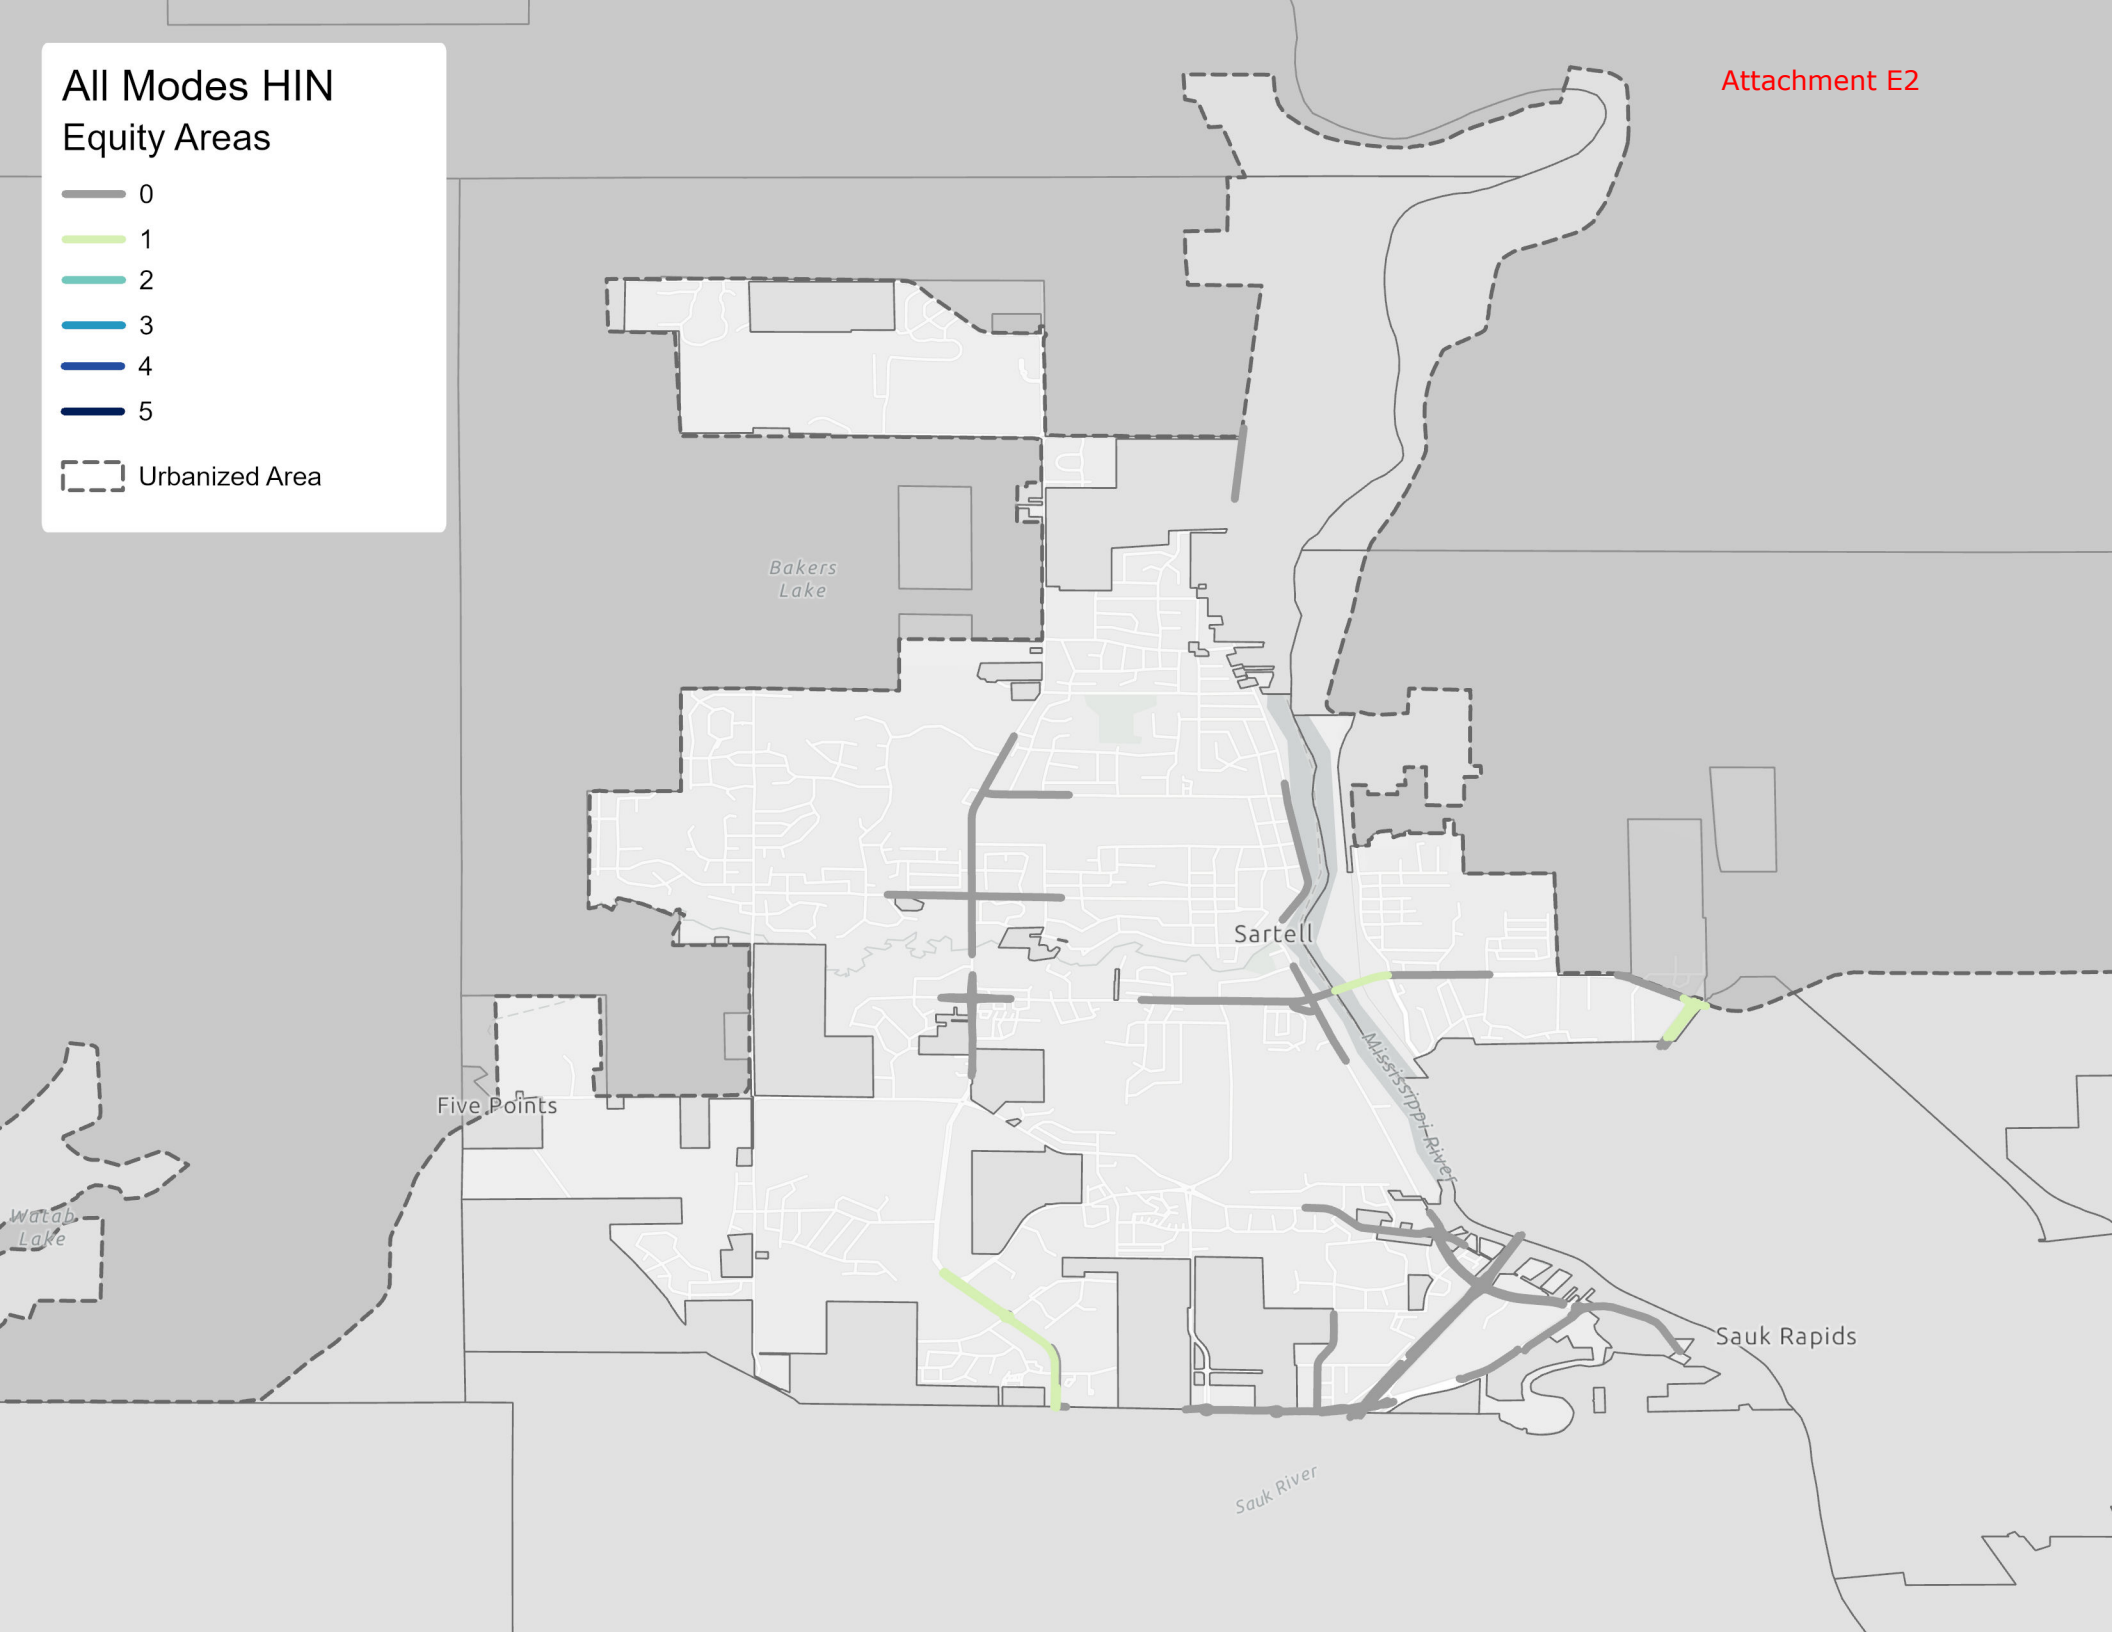 All Modes HIN
Equity Areas
0
1
2
3
4
5
Urbanized Area
Attachment E2
Bakers
Lake
Sartell
Mississippi River
Five Points
Watab
Lake
Sauk Rapids
Sauk River